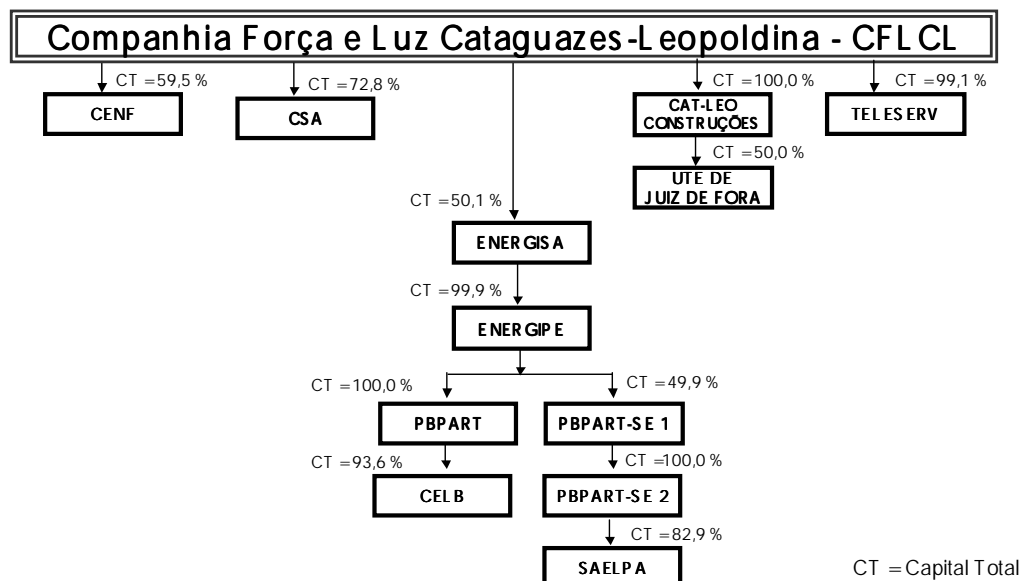 Companhia Força e Luz Cataguazes-Leopoldina - CFLCL
CT =59,5 %
CENF
CT =72,8 %
CSA
CT =100,0 %
CAT-LEO
CONSTRUÇÕES
CT =50,0 %
UTE DE
JUIZ DE FORA
CT =99,1 %
TELESERV
CT =50,1 %
ENERGISA
CT =99,9 %
ENERGIPE
CT =100,0 %
PBPART
CT =93,6 %
CELB
CT =49,9 %
PBPART-SE 1
CT =100,0 %
PBPART-SE 2
CT =82,9 %
SAELPA
CT =Capital Total